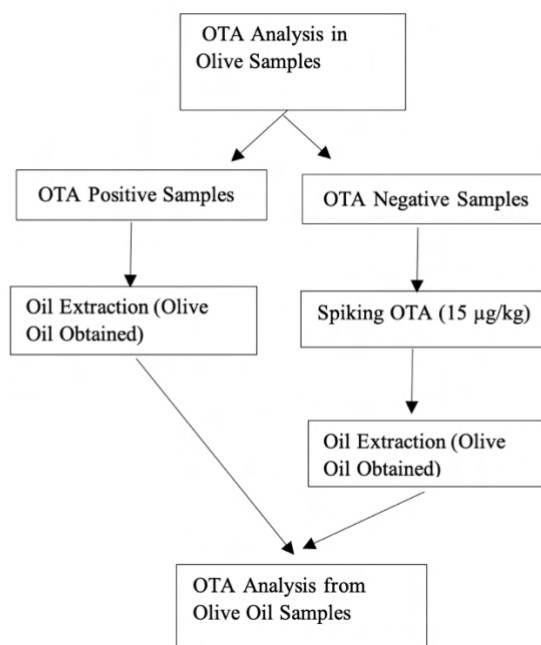 OTA Analysis in
Olive Samples
OTA Positive Samples
OTA Negative Samples
Oil Extraction (Olive
Oil Obtained)
Spiking OTA (15 µg/kg)
Oil Extraction (Olive
Oil Obtained)
OTA Analysis from
Olive Oil Samples